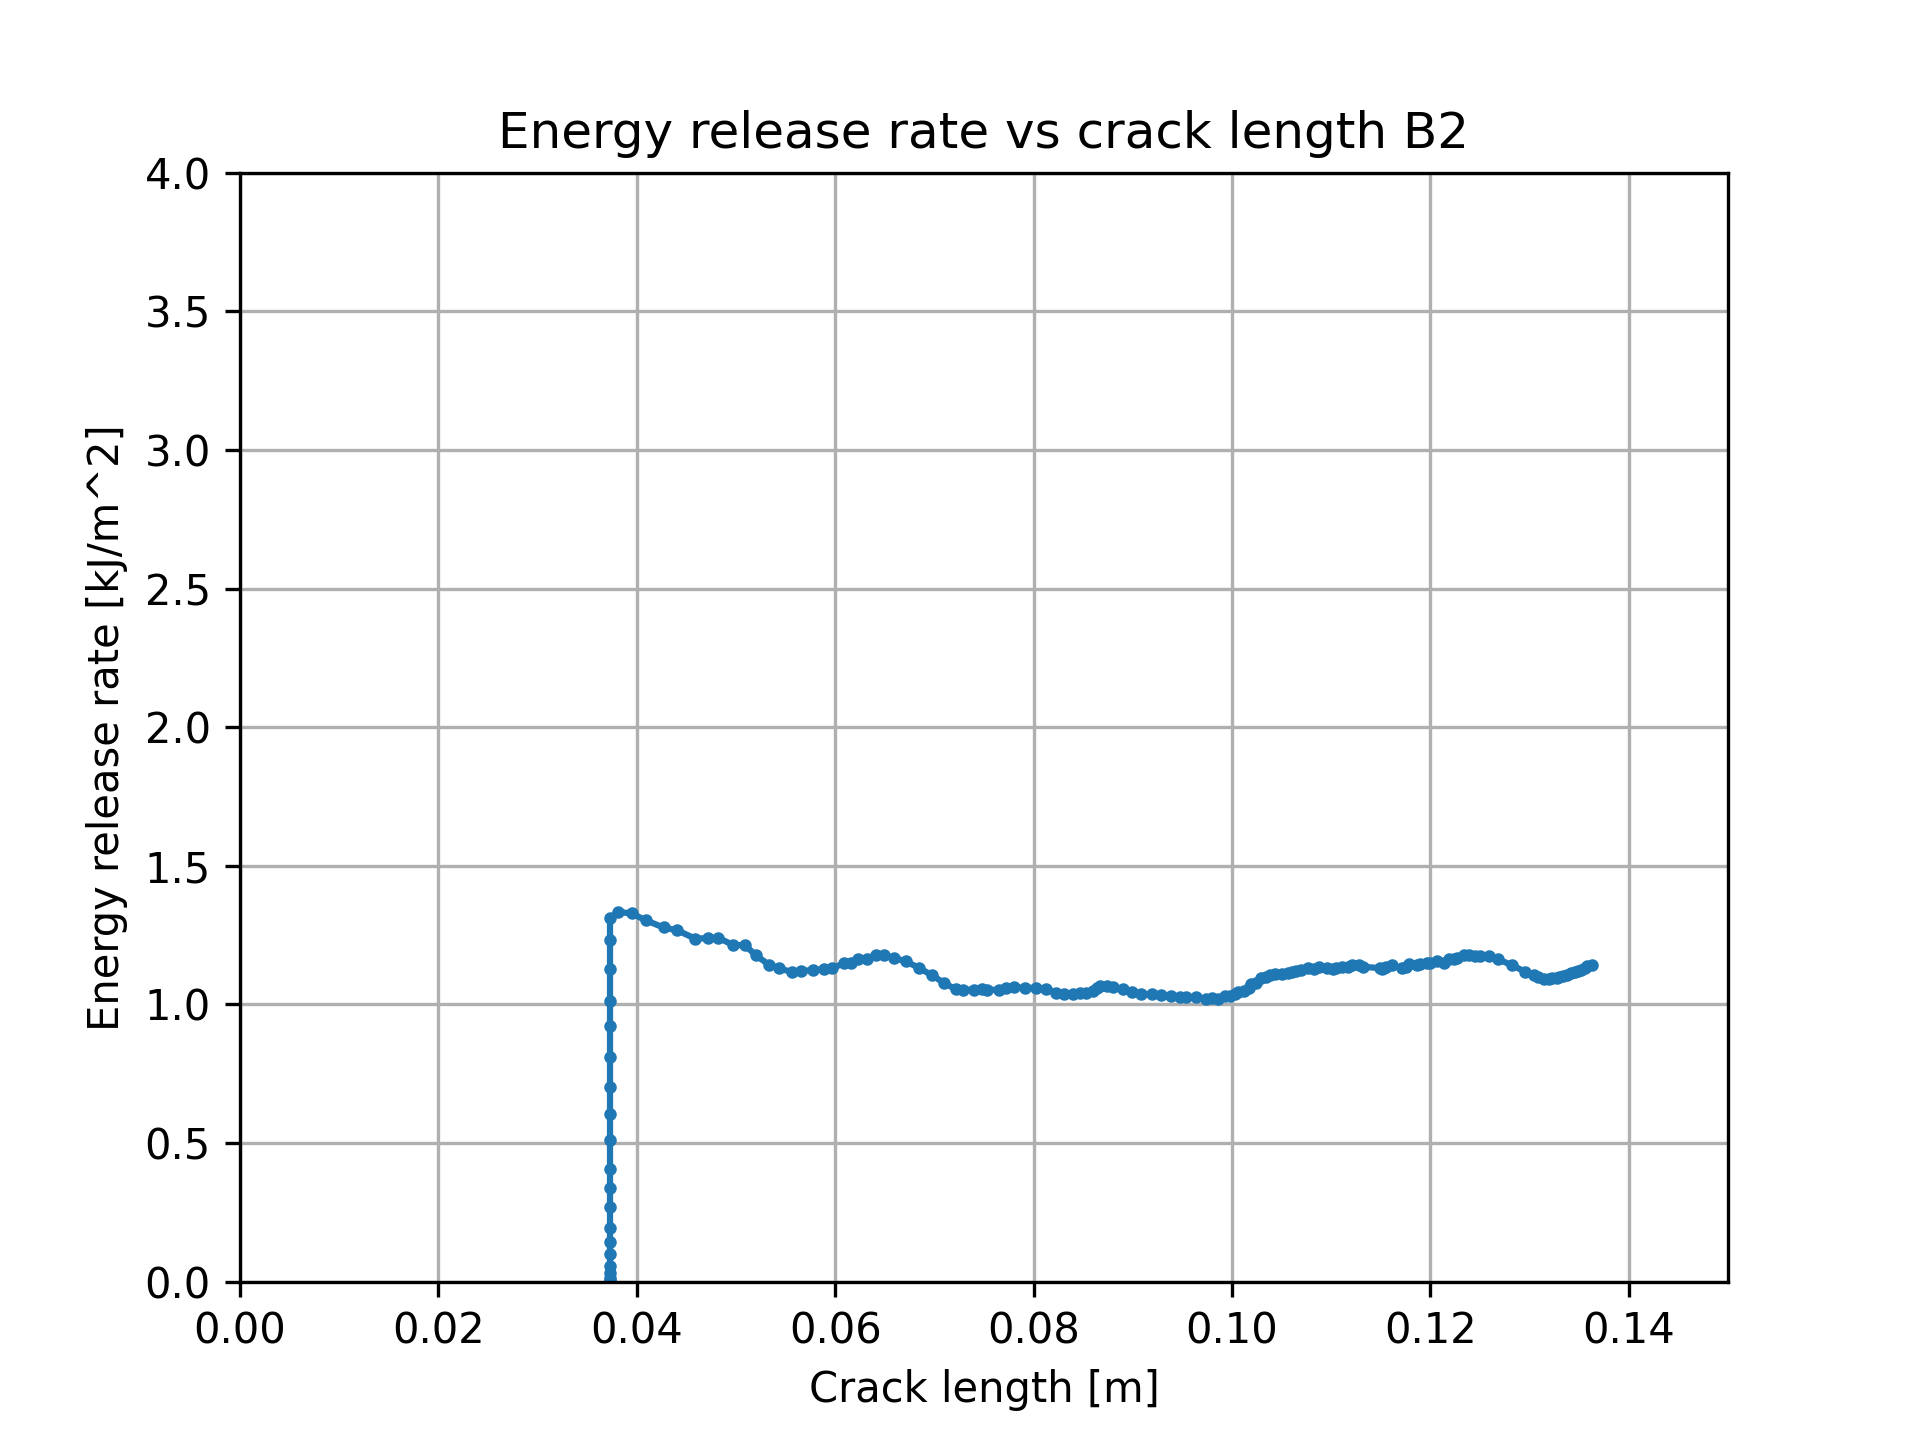 Energy release rate vs crack length B2
4.0
3.5
3.0
2.5
2.0
1.5
1.0
0.5
0.0
Energy release rate [kJ/m^2]
0.00 0.02 0.04 0.06 0.08 0.10 0.12 0.14
Crack length [m]